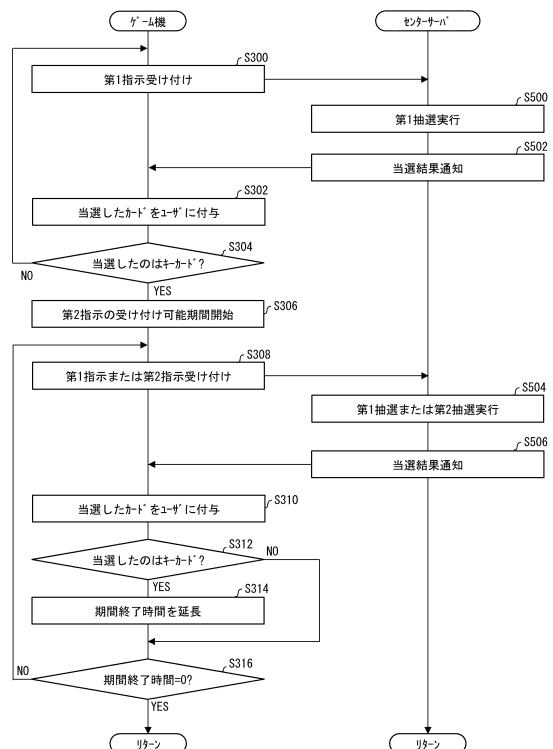 ゲーム機
センターサーバ
S300
第1指示受け付け
S500
第1抽選実行
S502
当選結果通知
S302
当選したカードをユーザに付与
S304
当選したのはキーカード?
NO
YES
S306
第2指示の受け付け可能期間開始
S308
第1指示または第2指示受け付け
S504
第1抽選または第2抽選実行
S506
当選結果通知
S310
当選したカードをユーザに付与
S312
当選したのはキーカード?
NO
YES
S314
期間終了時間を延長
S316
期間終了時間=0?
NO
YES
リターン
リターン